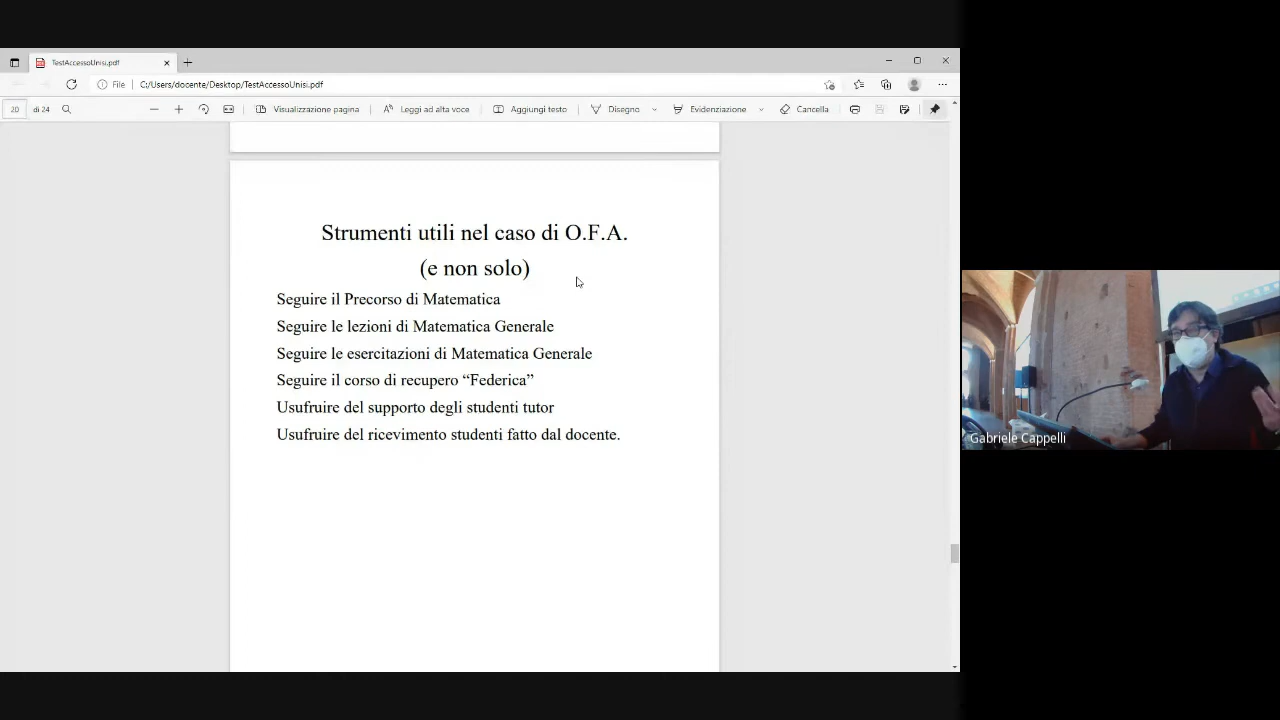 TestAccessoUnisi.pdf
File
C:/Users/docente/Desktop/TestAccessoUnisi.pdf
20 di 24
Visualizzazione pagina
Leggi ad alta voce
Aggiungi testo
Disegno
Evidenziazione
Cancella
Strumenti utili nel caso di O.F.A.
(e non solo)
Seguire il Precorso di Matematica
Seguire le lezioni di Matematica Generale
Seguire le esercitazioni di Matematica Generale
Seguire il corso di recupero “Federica”
Usufruire del supporto degli studenti tutor
Usufruire del ricevimento studenti fatto dal docente.
Gabriele Cappelli